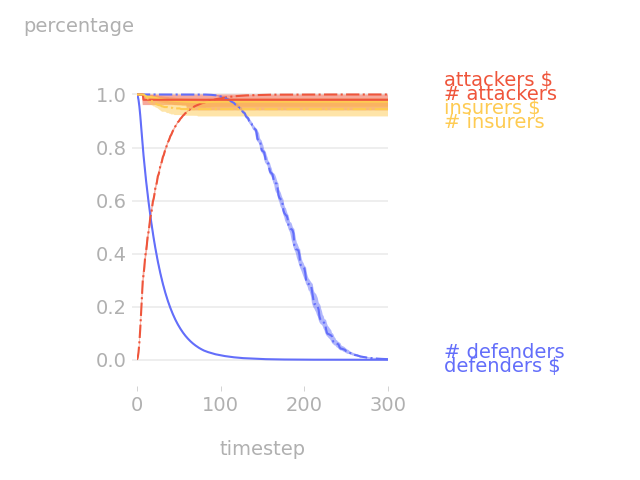 percentage
attackers $
# attackers
insurers $
# insurers
1.0
0.8
0.6
0.4
0.2
0.0
# defenders
defenders $
0 100 200 300
timestep